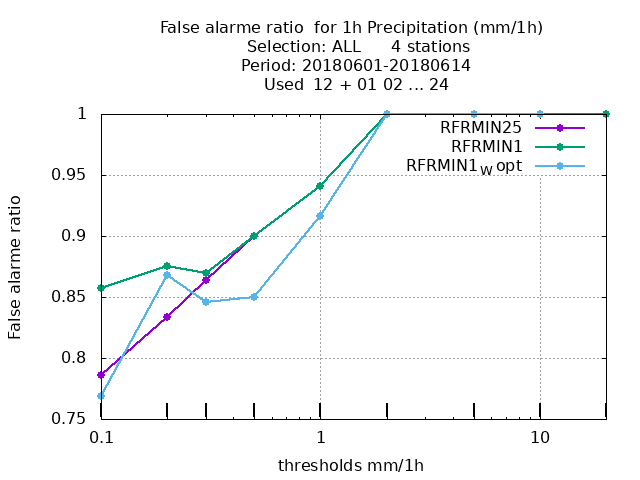 False alarme ratio  for 1h Precipitation (mm/1h)
Selection: ALL      4 stations
Period: 20180601-20180614
Used  12 + 01 02 ... 24
RFRMIN25
RFRMIN1
RFRMIN1W opt
False alarme ratio
1
0.95
0.9
0.85
0.8
0.75
0.1
1
10
thresholds mm/1h